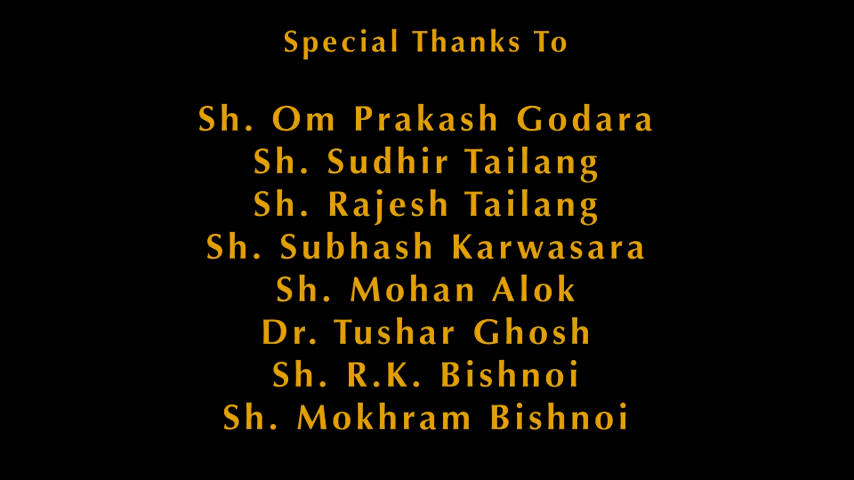 Special Thanks To
Sh. Om Prakash Godara
Sh. Sudhir Tailang
Sh. Rajesh Tailang
Sh. Subhash Karwasara
Sh. Mohan Alok
Dr. Tushar Ghosh
Sh. R.K. Bishnoi
Sh. Mokhram Bishnoi